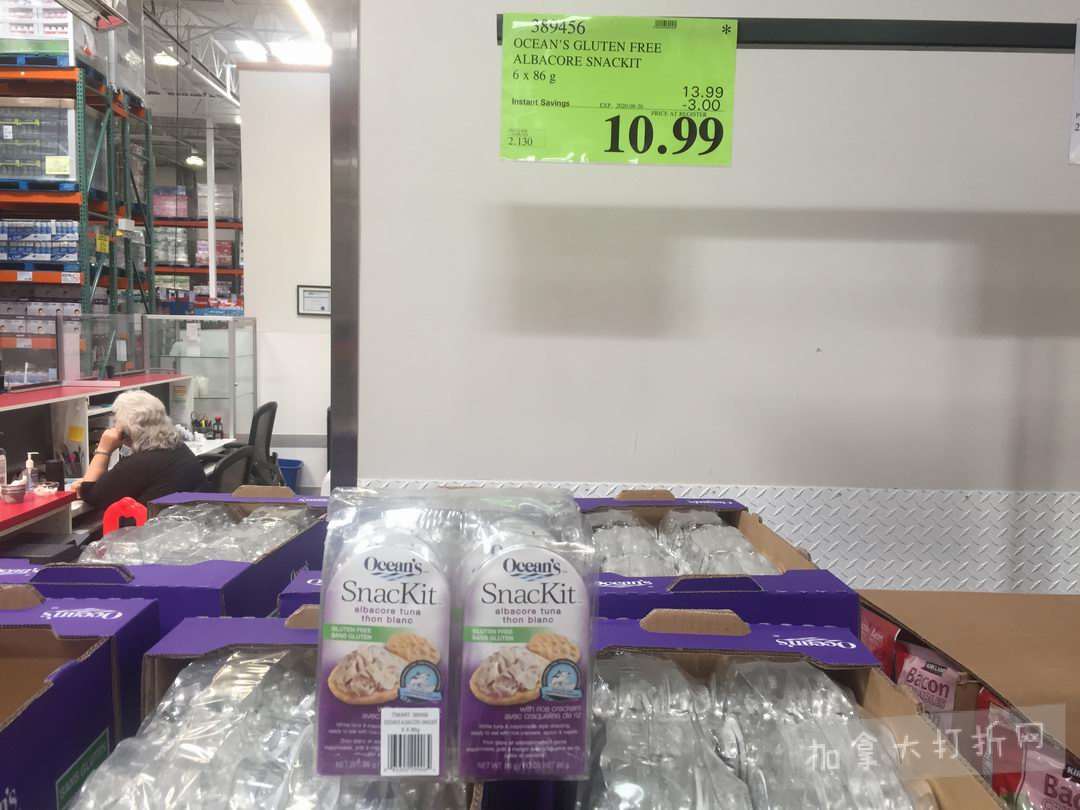 389456
*
OCEAN'S GLUTEN FREE
ALBACORE SNACKIT
6 x 86 g
13.99
Instant Savings
-3.00
PRICE AT REGISTER
10.99
2.130
Ocean's
SnacKit
albacore tuna
thon blanc
GLUTEN FREE
SANS GLUTEN
Ocean's
SnacKit
albacore tuna
thon blanc
GLUTEN FREE
SANS GLUTEN
with rice crackers
avec craquelins de riz
Ocean's
Ocean's
Bacon
加拿大打折网